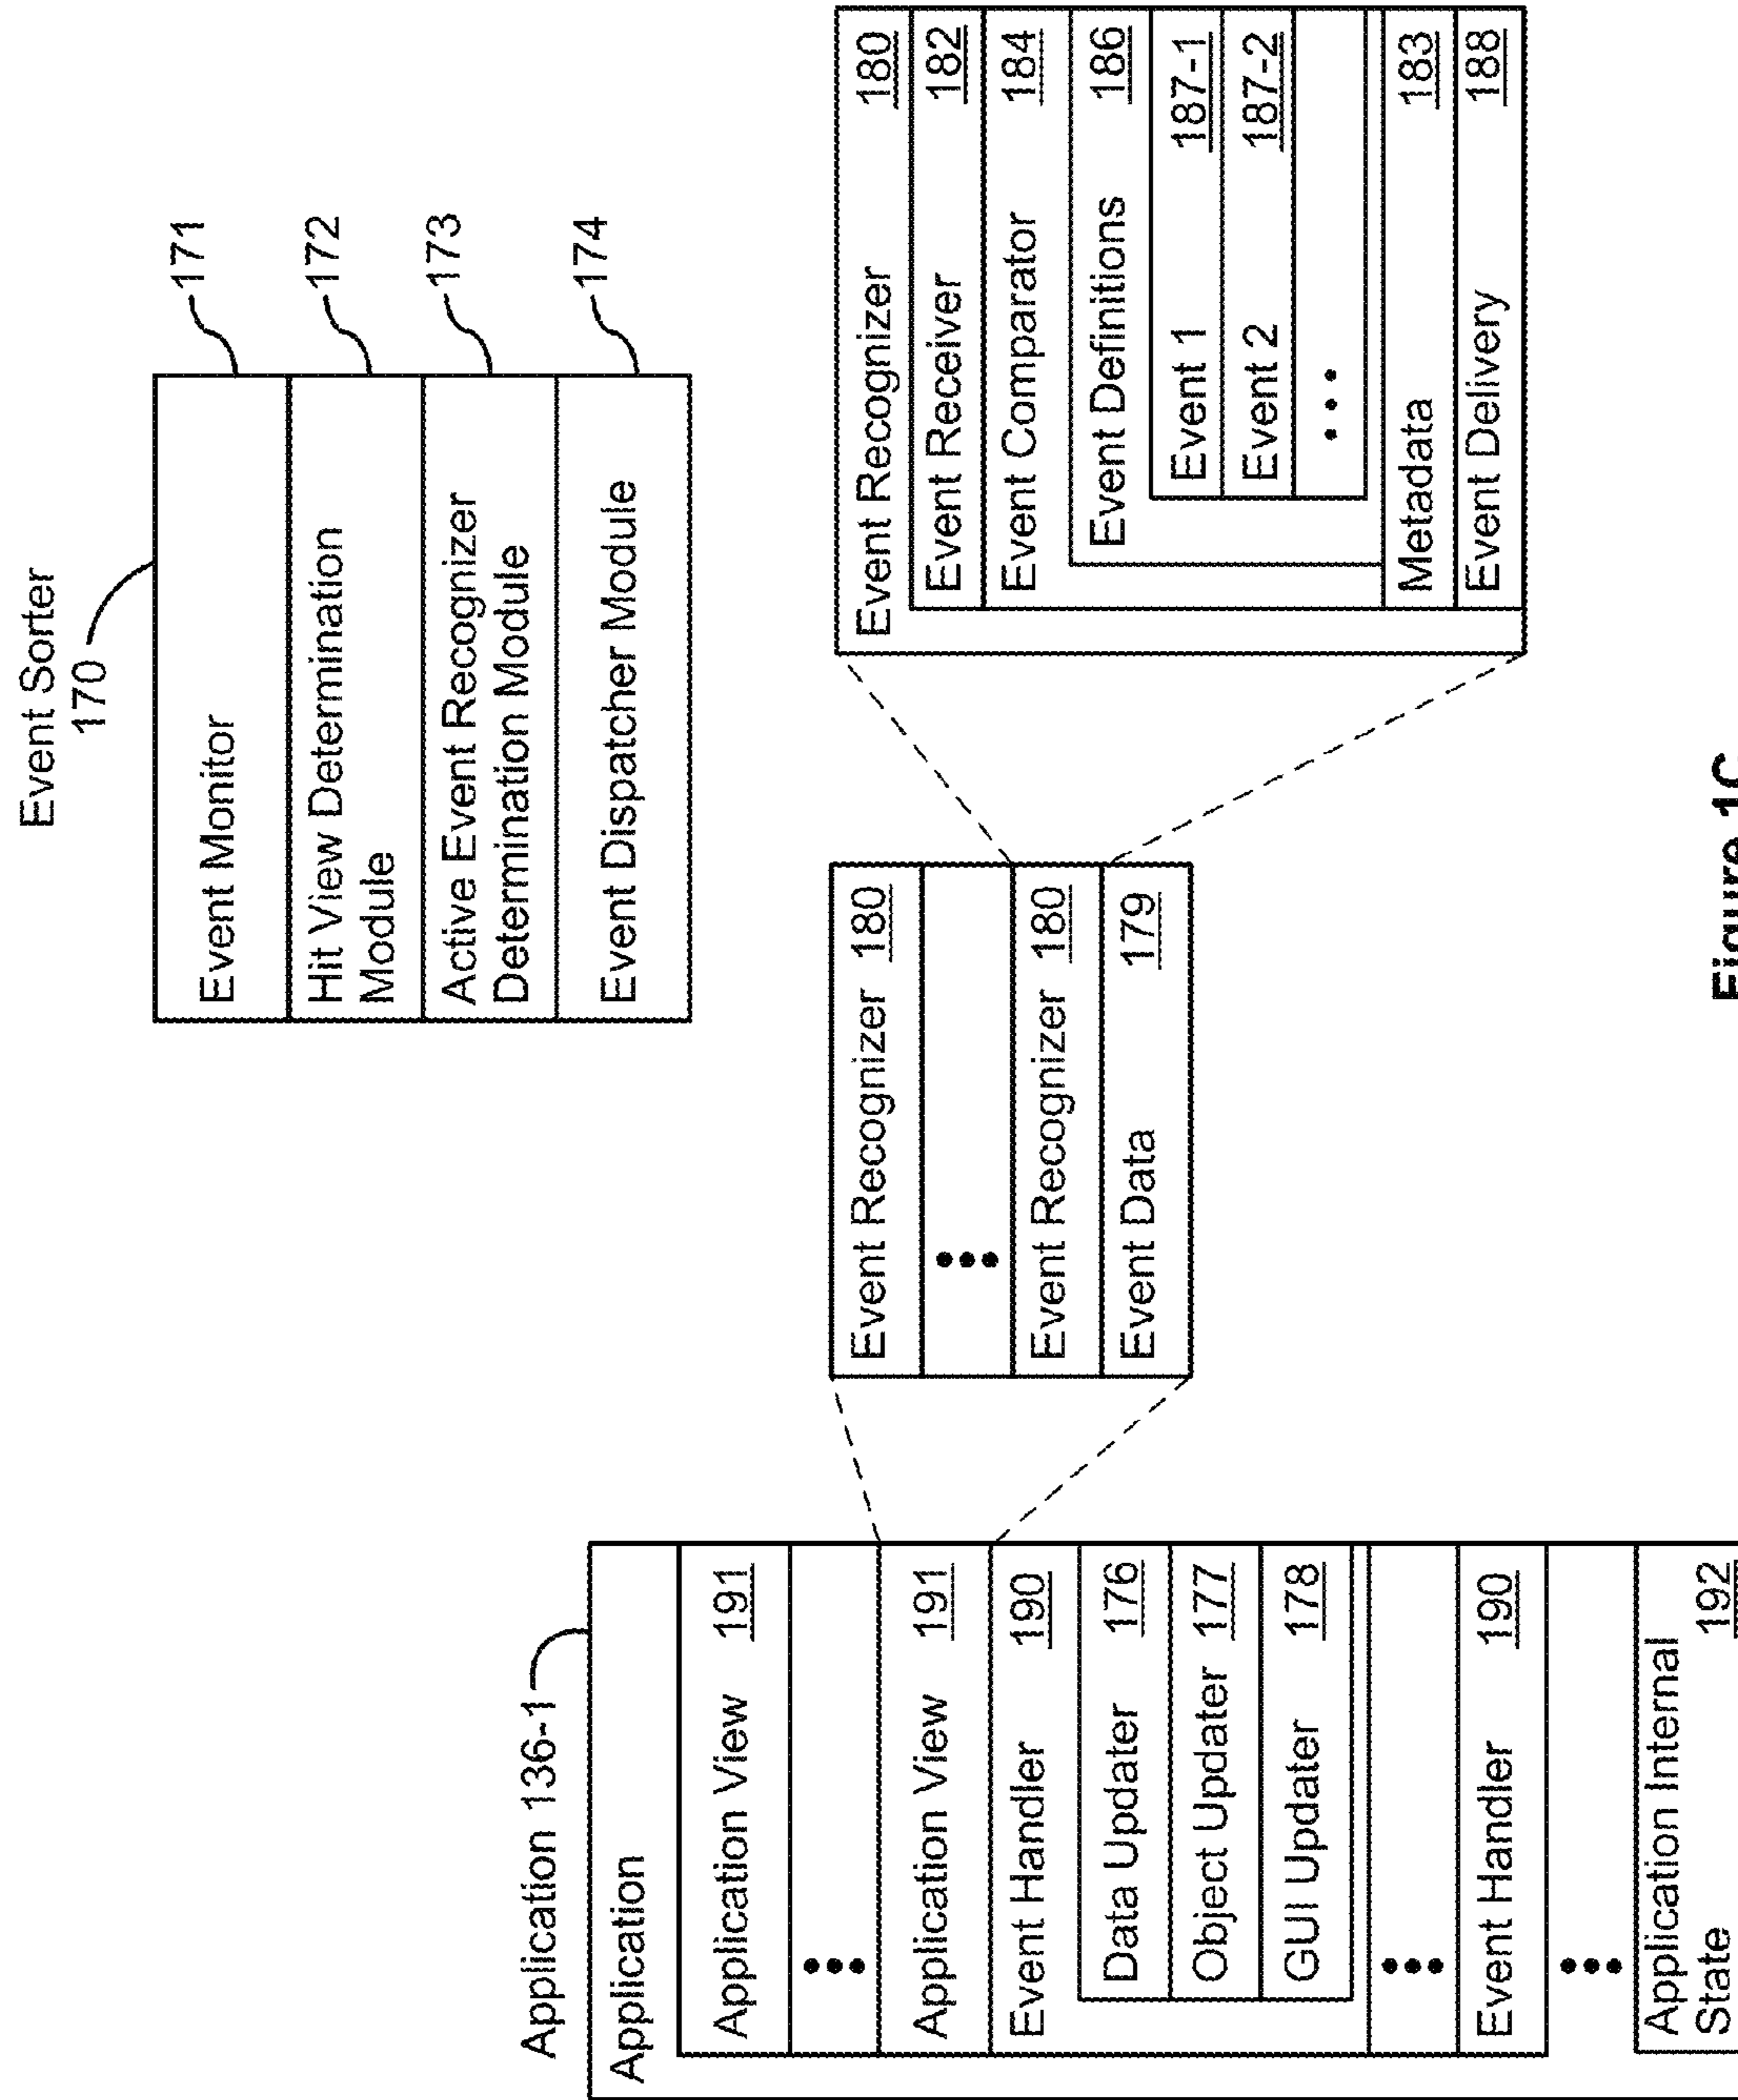 Event Sorter
170
Event Monitor
171
Hit View Determination
Module
172
Active Event Recognizer
Determination Module
173
Event Dispatcher Module
174
Application 136-1
Application
Application View 191
Application View 191
Event Handler 190
Data Updater 176
Object Updater 177
GUI Updater 178
Event Handler 190
Application Internal
State 192
Event Recognizer 180
Event Recognizer 180
Event Data 179
Event Recognizer 180
Event Receiver 182
Event Comparator 184
Event Definitions 186
Event 1 187-1
Event 2 187-2
Metadata 183
Event Delivery 188
Figure 1C